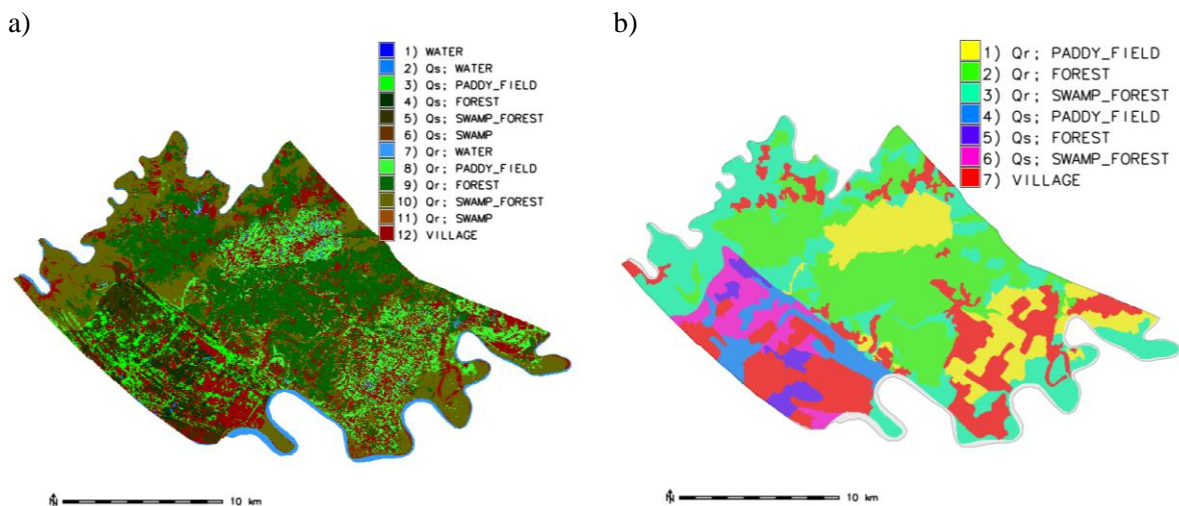 a)
1) WATER
2) Qs; WATER
3) Qs; PADDY_FIELD
4) Qs; FOREST
5) Qs; SWAMP_FOREST
6) Qs; SWAMP
7) Qr; WATER
8) Qr; PADDY_FIELD
9) Qr; FOREST
10) Qr; SWAMP_FOREST
11) Qr; SWAMP
12) VILLAGE
N 10 km
b)
1) Qr; PADDY_FIELD
2) Qr; FOREST
3) Qr; SWAMP_FOREST
4) Qs; PADDY_FIELD
5) Qs; FOREST
6) Qs; SWAMP_FOREST
7) VILLAGE
N 10 km